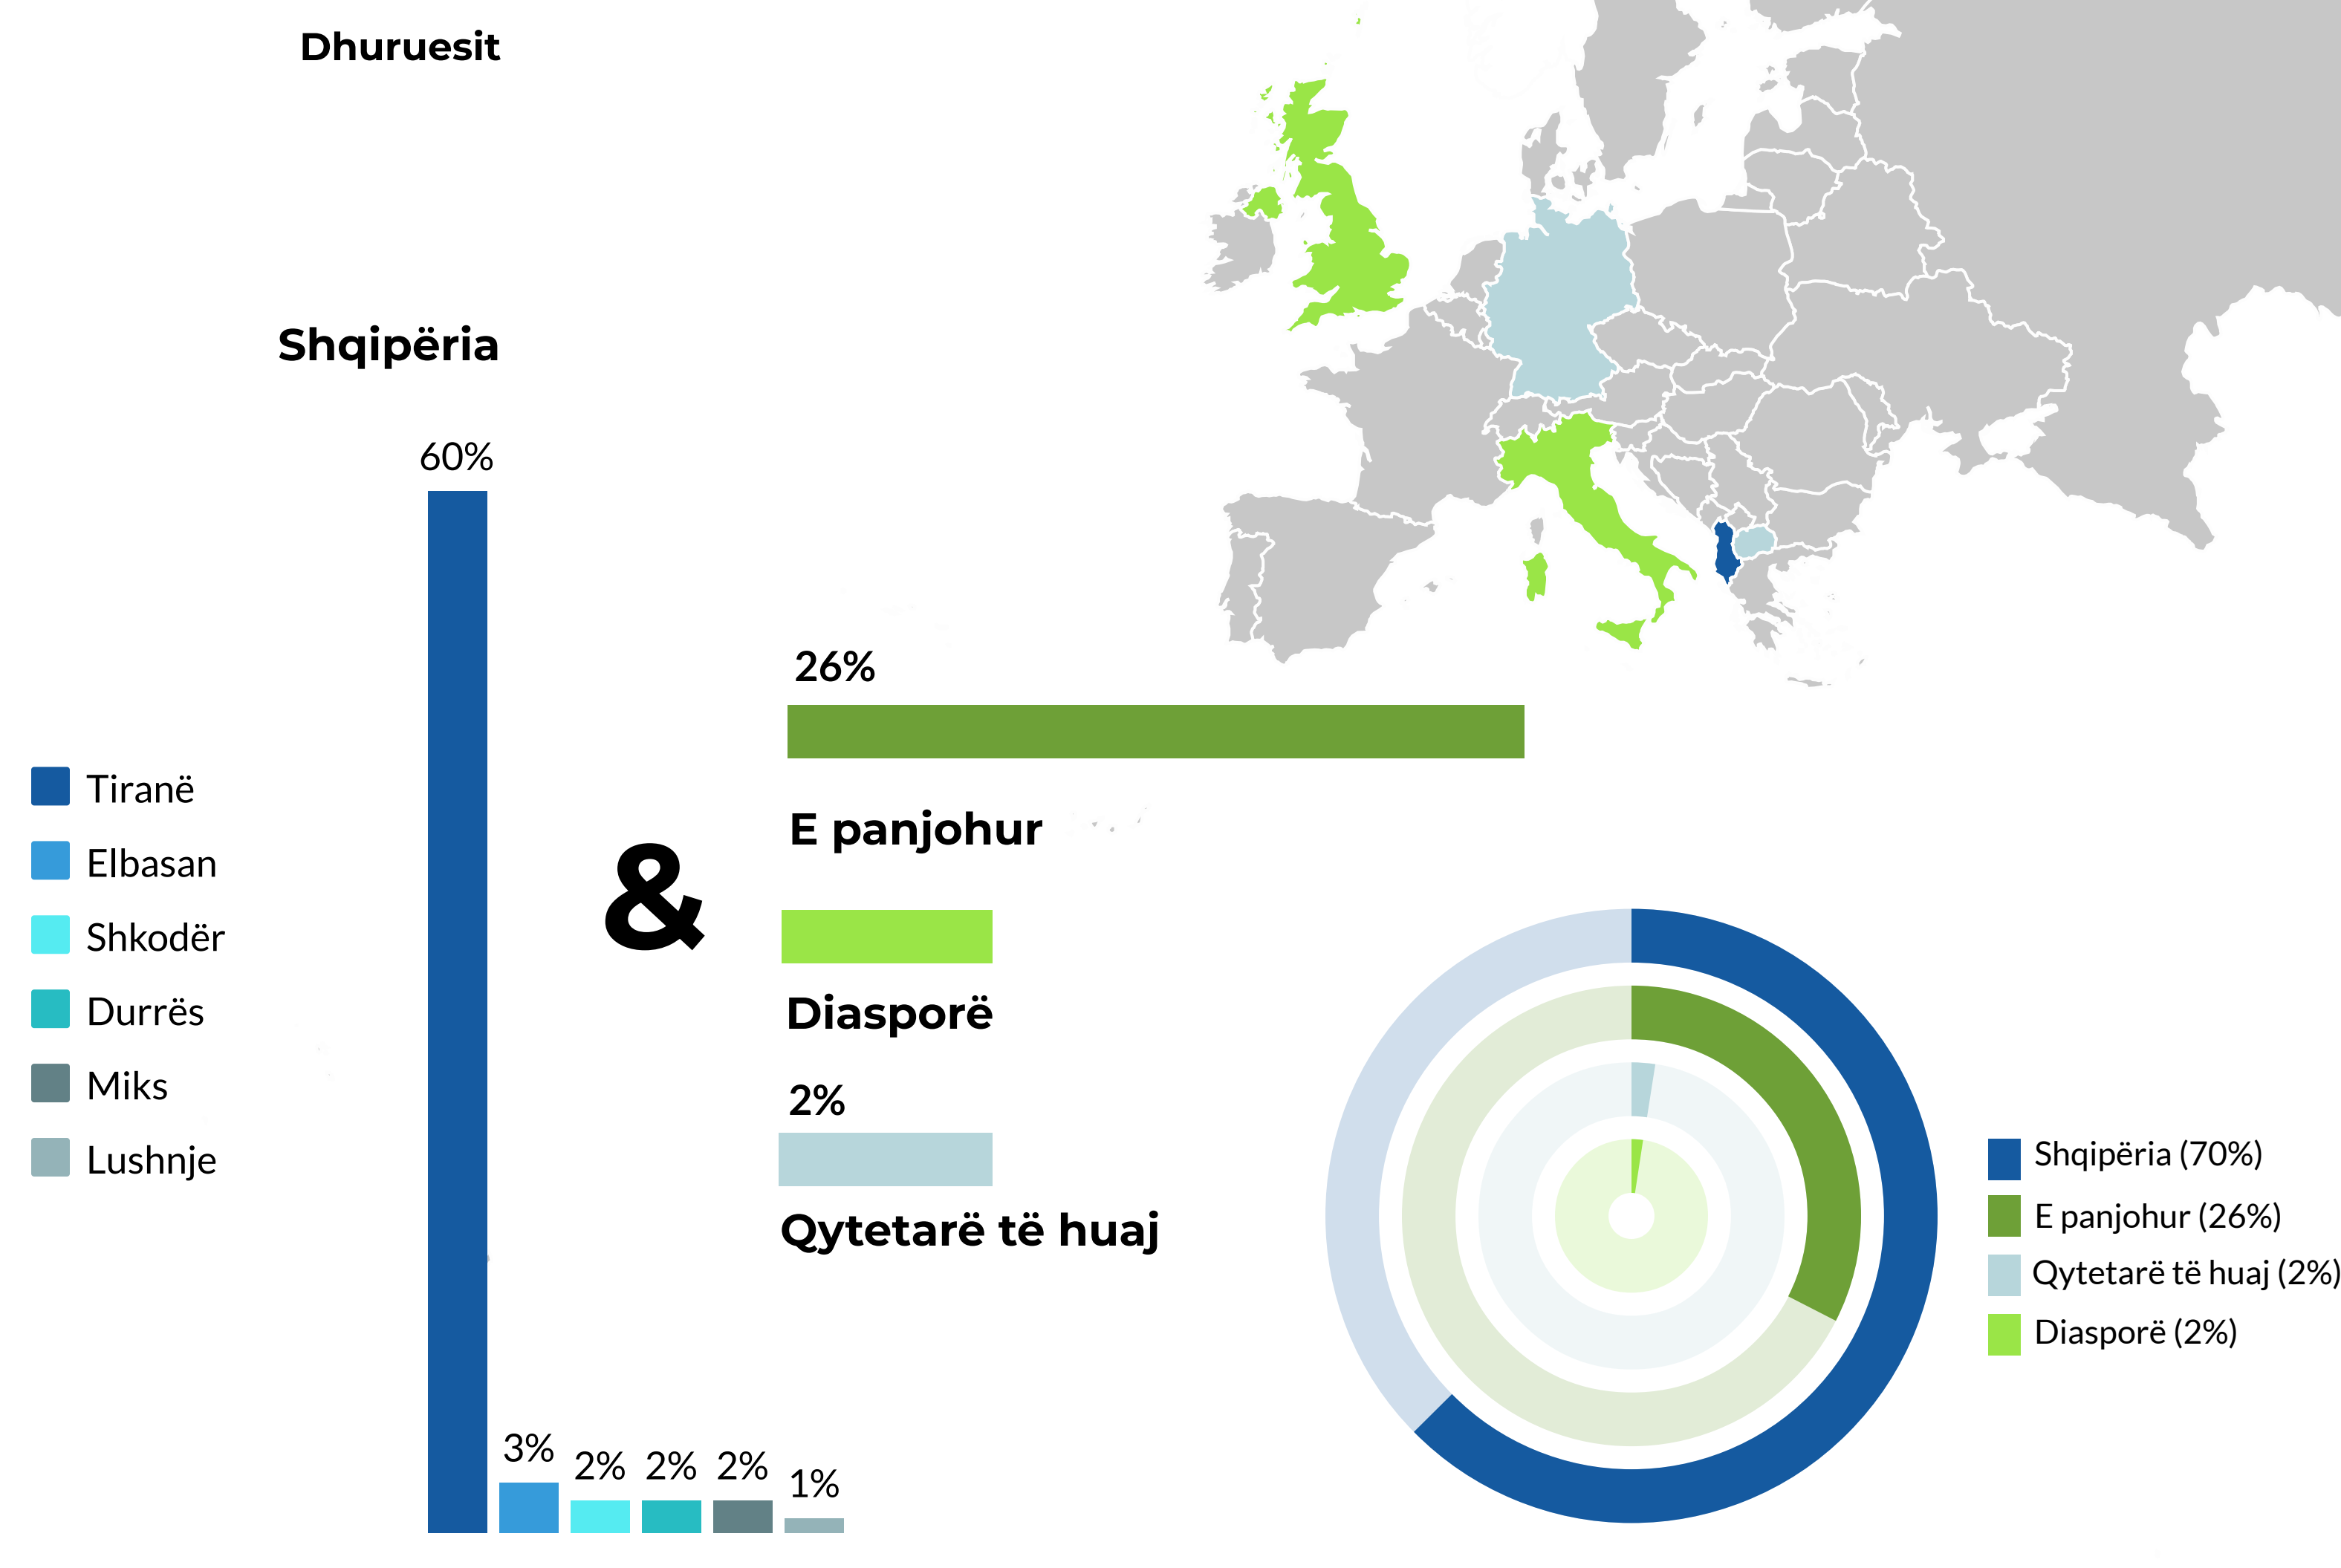 Dhuruesit
Shqipëria
60%
3%
2%
2%
2%
1%
Tiranë
Elbasan
Shkodër
Durrës
Miks
Lushnje
&
26%
E panjohur
Diasporë
2%
Qytetarë të huaj
Shqipëria (70%)
E panjohur (26%)
Qytetarë të huaj (2%)
Diasporë (2%)